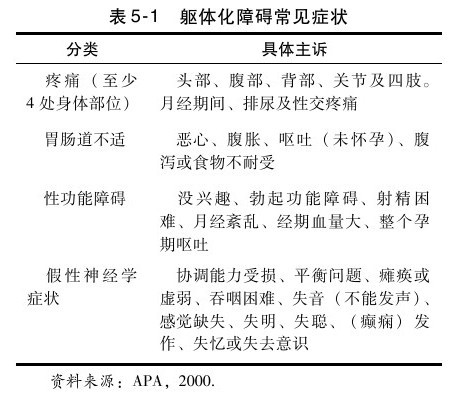 表 5-1 躯体化障碍常见症状
分类 具体主诉
疼痛（至少 头部、腹部、背部、关节及四肢。
4 处身体部位） 月经期间、排尿及性交疼痛
胃肠道不适 恶心、腹胀、呕吐（未怀孕）、腹
泻或食物不耐受
性功能障碍 没兴趣、勃起功能障碍、射精困
难、月经紊乱、经期血量大、整个孕
期呕吐
假性神经学 协调能力受损、平衡问题、瘫痪或
症状 虚弱、吞咽困难、失音（不能发声）、
感觉缺失、失明、失聪、（癫痫）发
作、失忆或失去意识
资料来源：APA，2000.